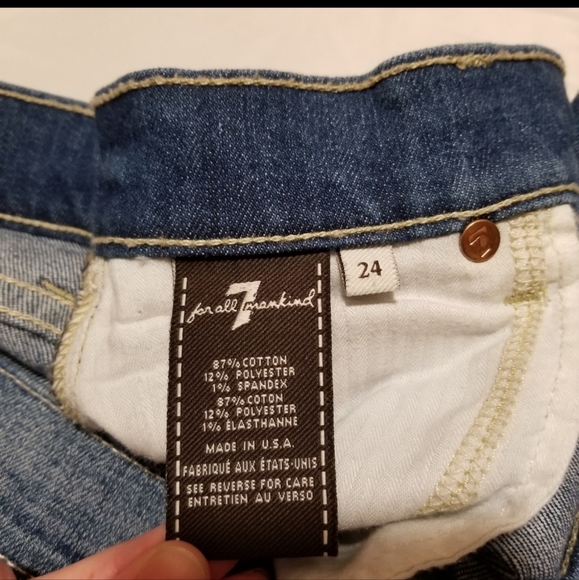 7
for all mankind
24
87% COTTON
12% POLYESTER
1% SPANDEX
87% COTON
12% POLYESTER
1% ÉLASTHANNE
MADE IN U.S.A.
FABRIQUÉ AUX ÉTATS-UNIS
SEE REVERSE FOR CARE
ENTRETIEN AU VERSO